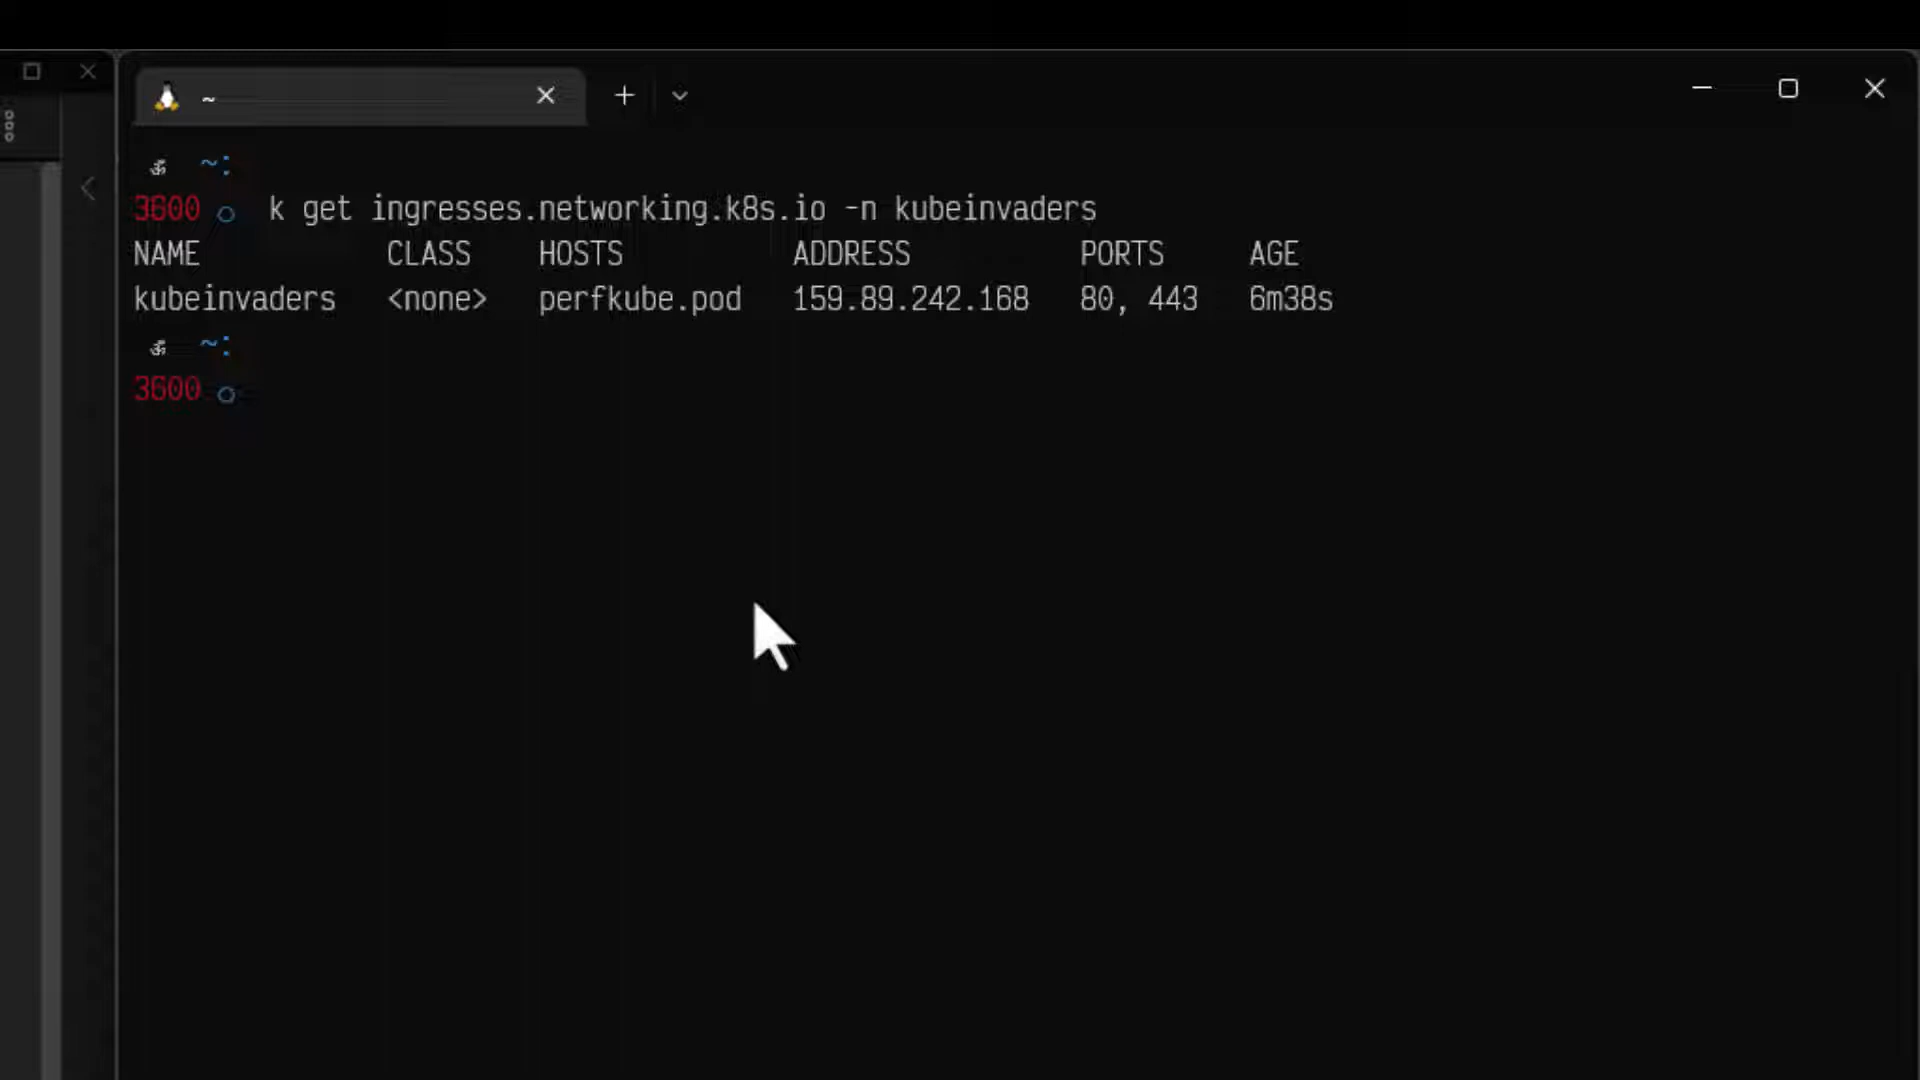 ~
ॐ ~:
3600 ○ k get ingresses.networking.k8s.io -n kubeinvaders
NAME CLASS HOSTS ADDRESS PORTS AGE
kubeinvaders <none> perfkube.pod 159.89.242.168 80, 443 6m38s
ॐ ~:
3600 ○